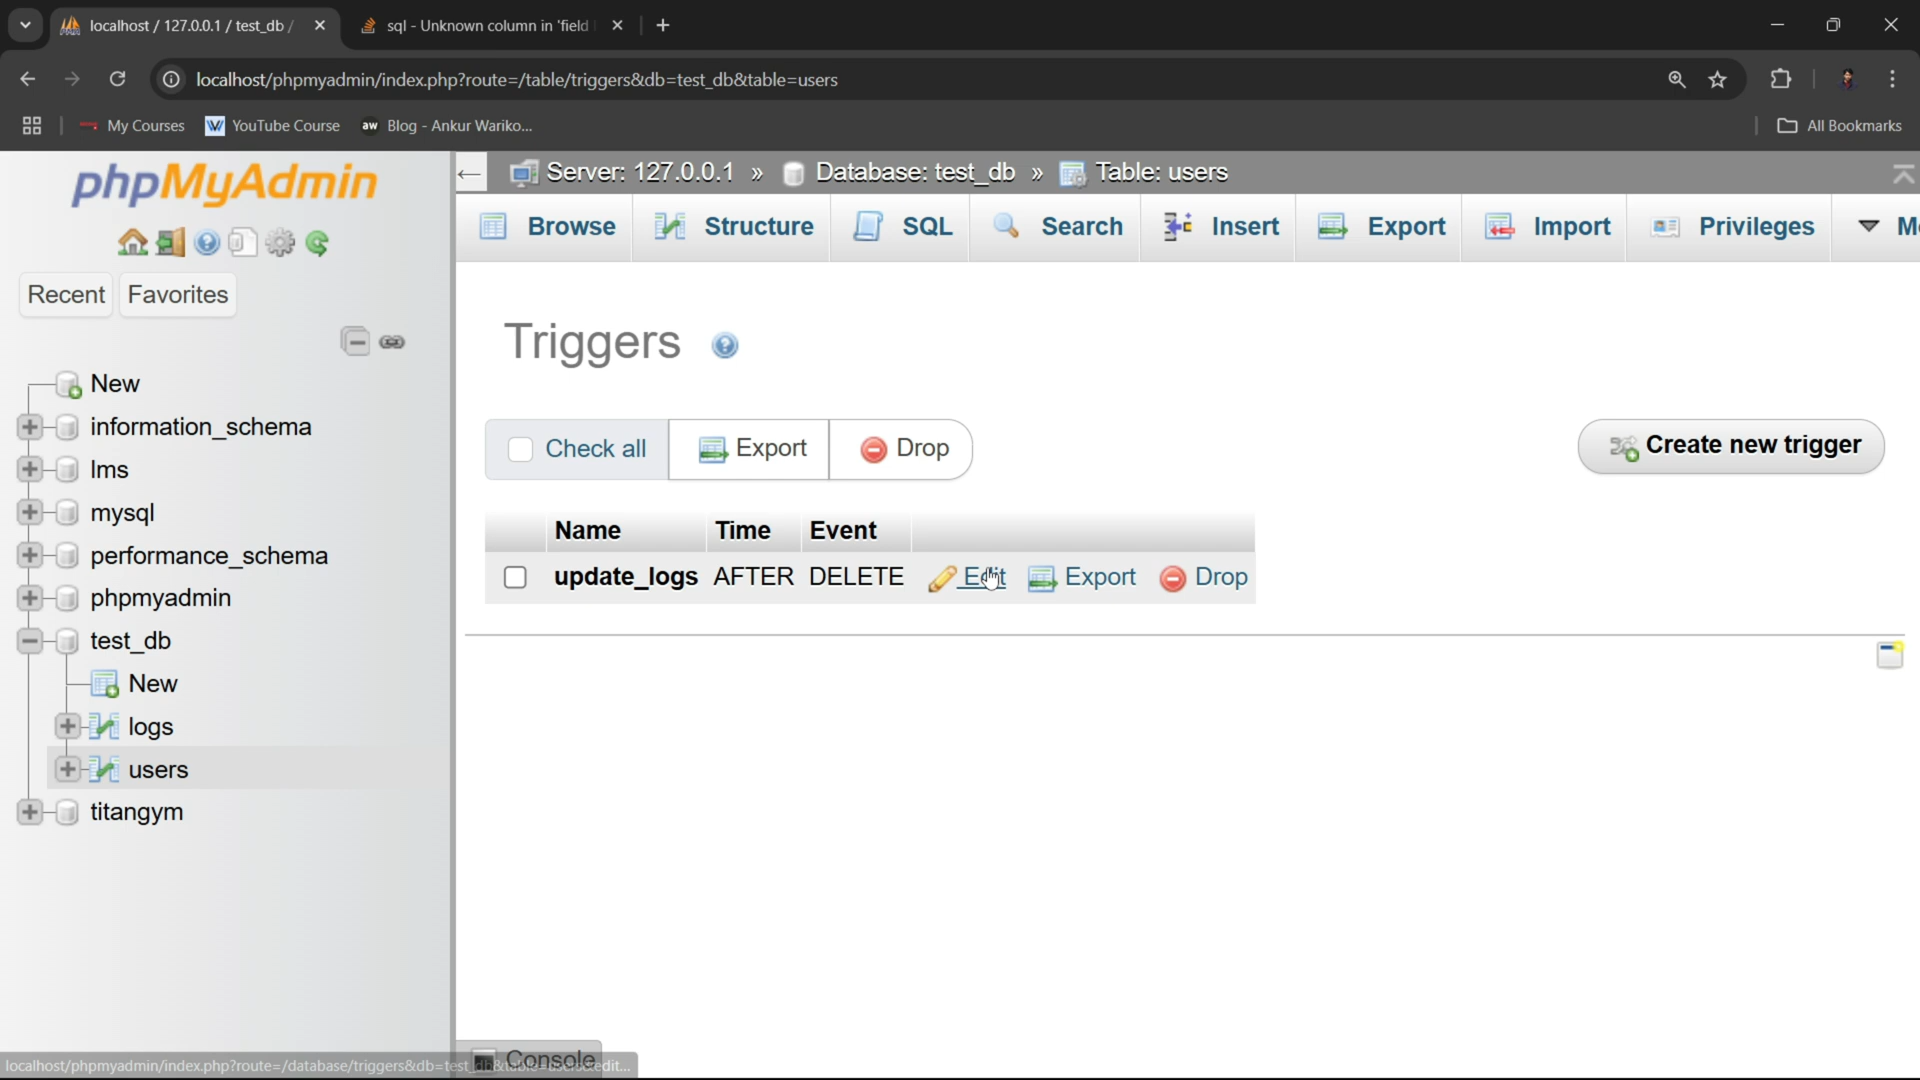 localhost / 127.0.0.1 / test_db /
sql - Unknown column in 'field
localhost/phpmyadmin/index.php?route=/table/triggers&db=test_db&table=users
My Courses
YouTube Course
aw Blog - Ankur Wariko...
All Bookmarks
phpMyAdmin
Recent Favorites
New
information_schema
lms
mysql
performance_schema
phpmyadmin
test_db
New
logs
users
titangym
Server: 127.0.0.1 » Database: test_db » Table: users
Browse Structure SQL Search Insert Export Import Privileges
Triggers
Check all Export Drop
Create new trigger
Name Time Event
update_logs AFTER DELETE Edit Export Drop
Console